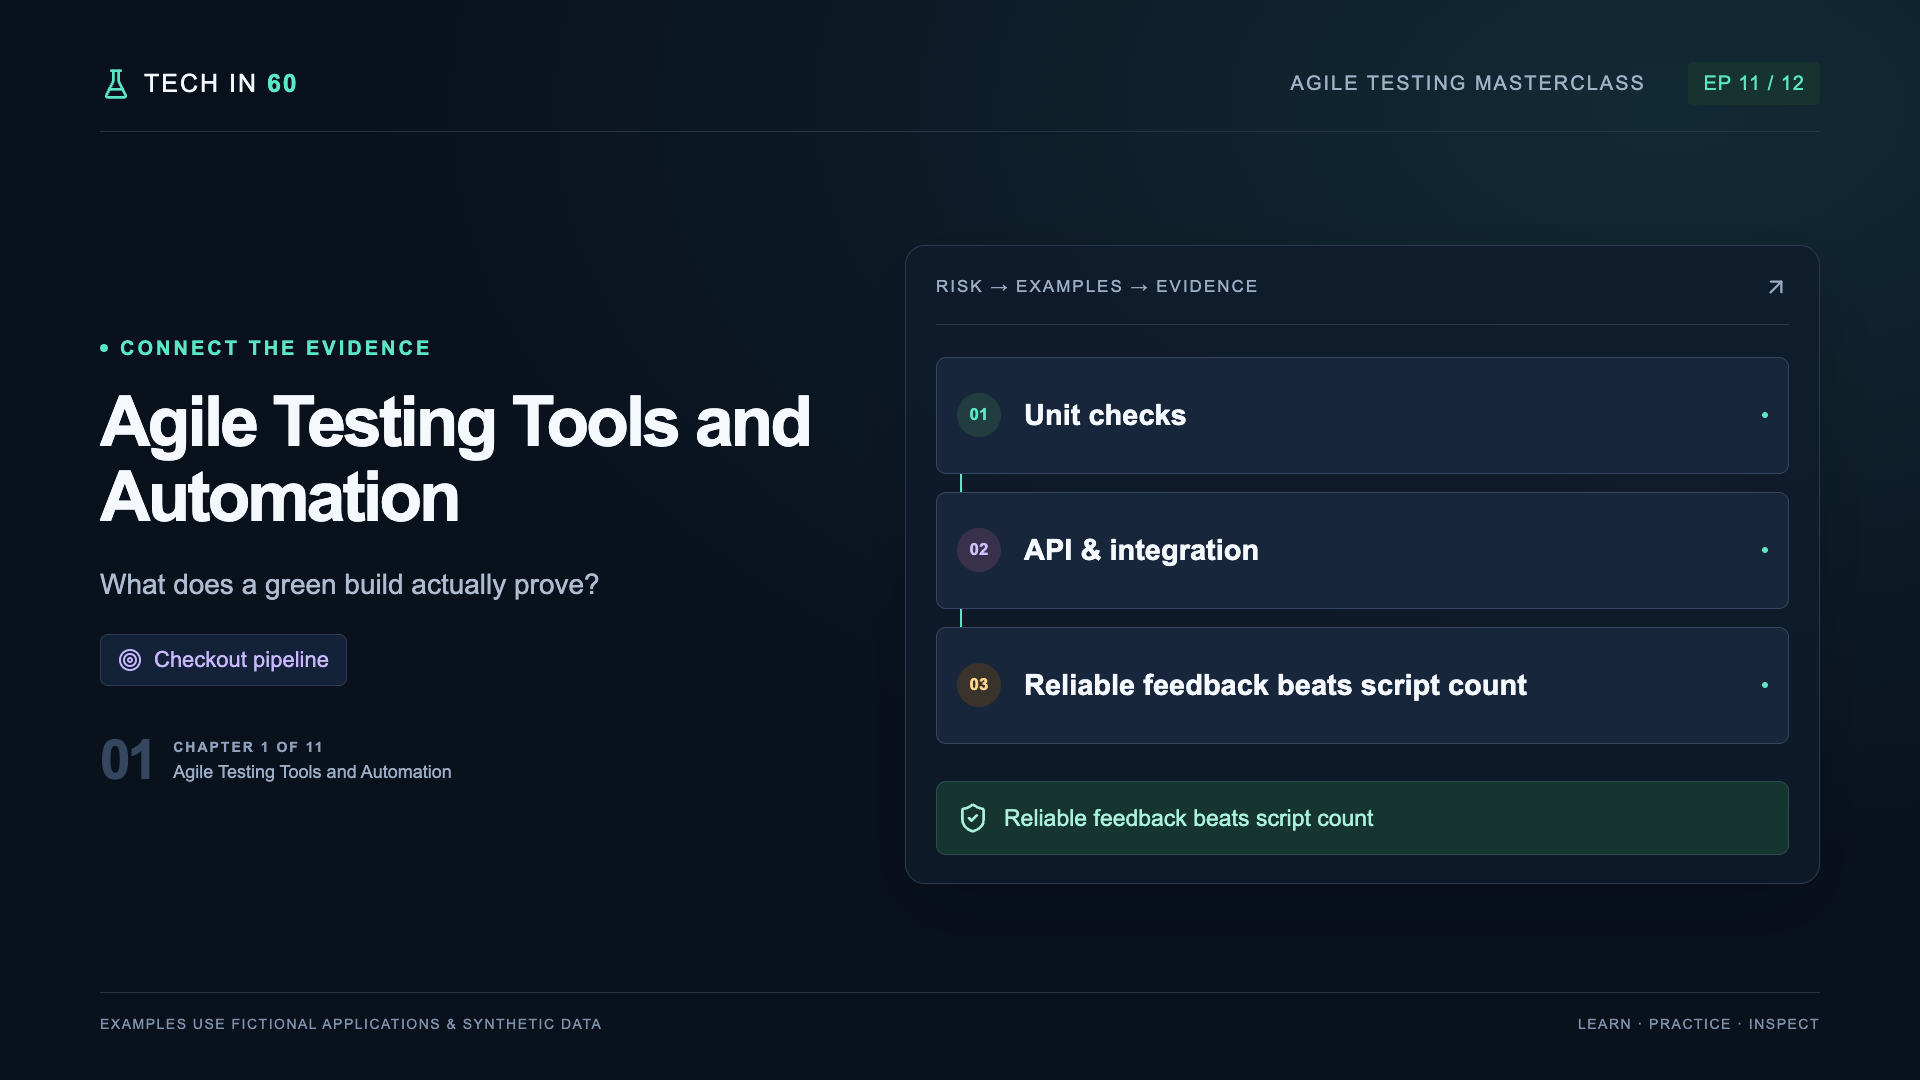 TECH IN 60
AGILE TESTING MASTERCLASS
EP 11 / 12
CONNECT THE EVIDENCE
Agile Testing Tools and
Automation
What does a green build actually prove?
Checkout pipeline
01
CHAPTER 1 OF 11
Agile Testing Tools and Automation
RISK → EXAMPLES → EVIDENCE
01 Unit checks
02 API & integration
03 Reliable feedback beats script count
Reliable feedback beats script count
EXAMPLES USE FICTIONAL APPLICATIONS & SYNTHETIC DATA
LEARN · PRACTICE · INSPECT